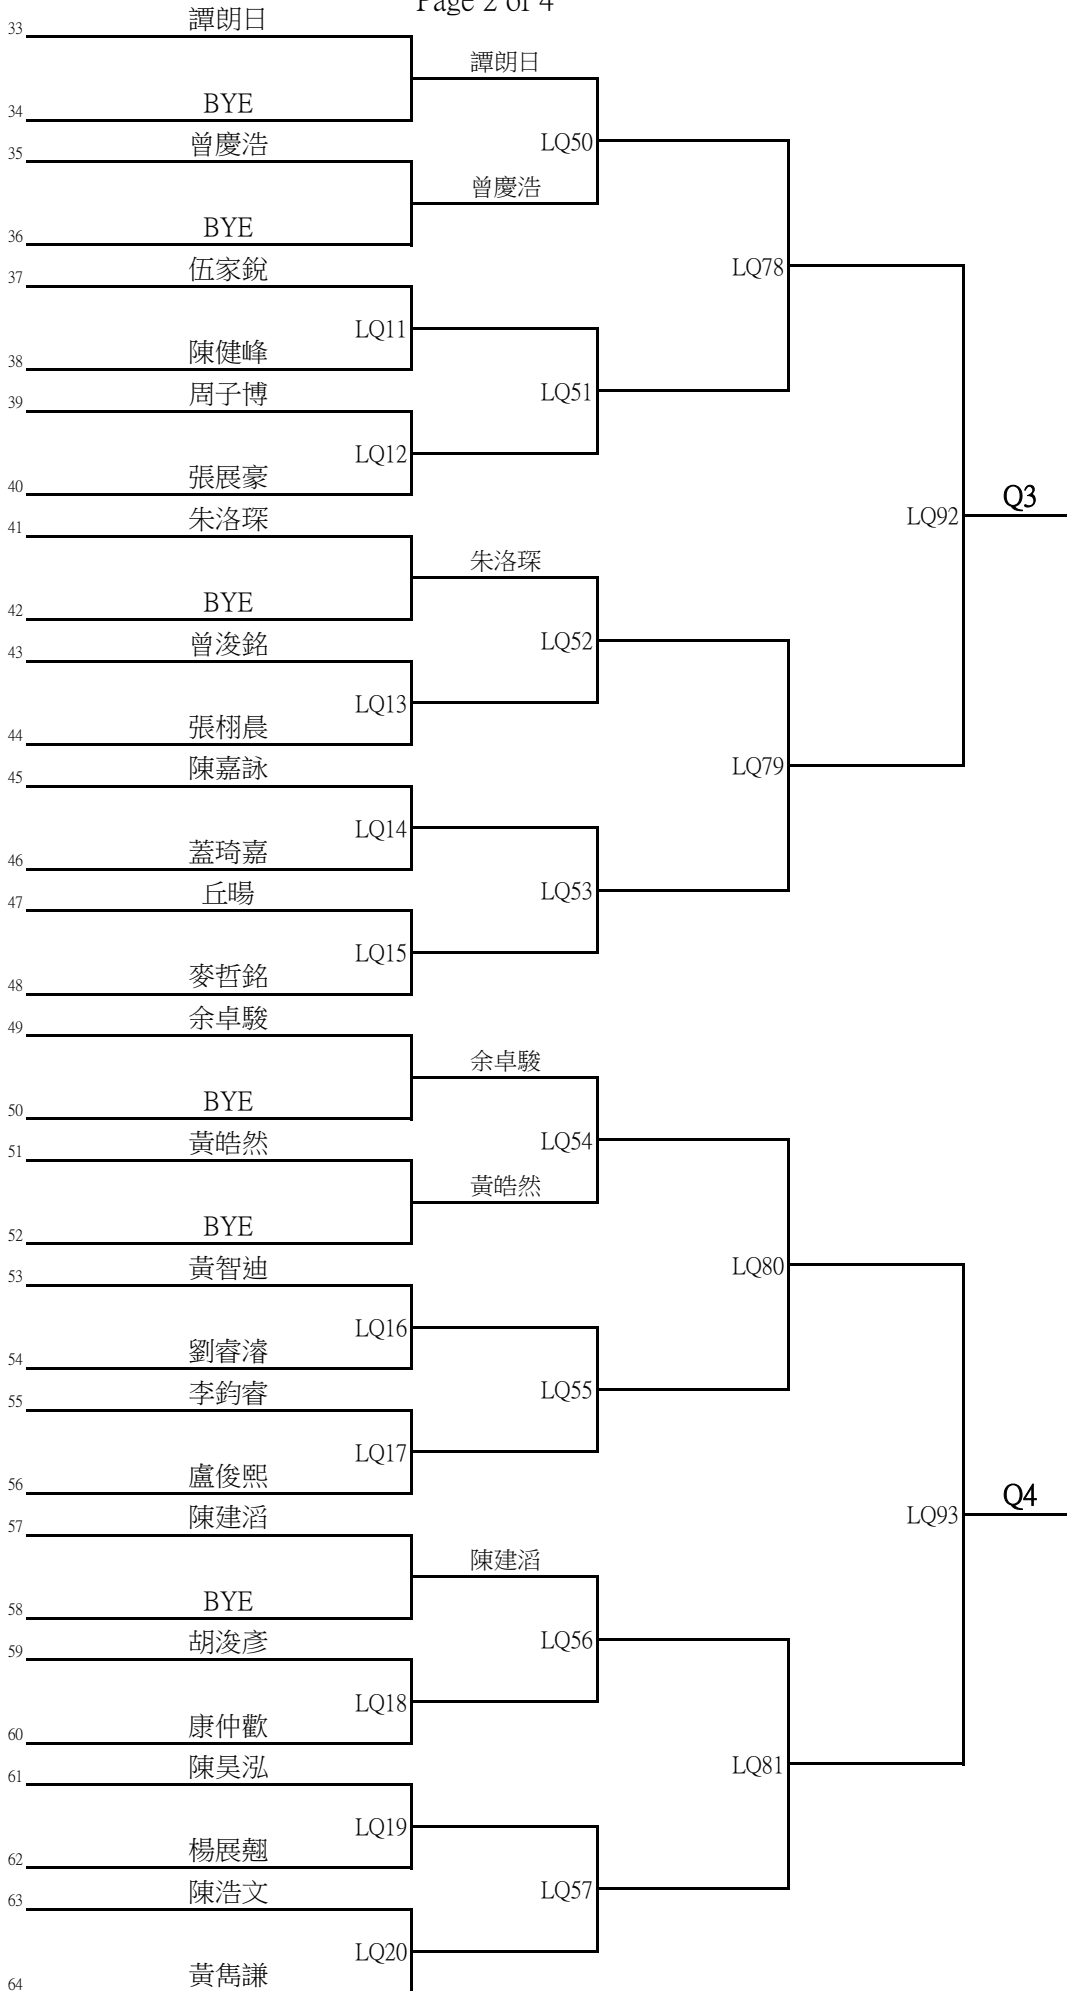 Page 2 of 4
33 譚朗日
譚朗日
34 BYE
35 曾慶浩
LQ50
曾慶浩
36 BYE
37 伍家銳
LQ78
LQ11
38 陳健峰
39 周子博
LQ51
LQ12
40 張展豪
41 朱洛琛
Q3
LQ92
朱洛琛
42 BYE
43 曾浚銘
LQ52
LQ13
44 張栩晨
45 陳嘉詠
LQ79
LQ14
46 蓋琦嘉
47 丘暘
LQ53
LQ15
48 麥哲銘
49 余卓駿
余卓駿
50 BYE
51 黃皓然
LQ54
黃皓然
52 BYE
53 黃智迪
LQ80
LQ16
54 劉睿濬
55 李鈞睿
LQ55
LQ17
56 盧俊熙
57 陳建滔
Q4
LQ93
陳建滔
58 BYE
59 胡浚彥
LQ56
LQ18
60 康仲歡
61 陳昊泓
LQ81
LQ19
62 楊展翹
63 陳浩文
LQ57
LQ20
64 黃雋謙